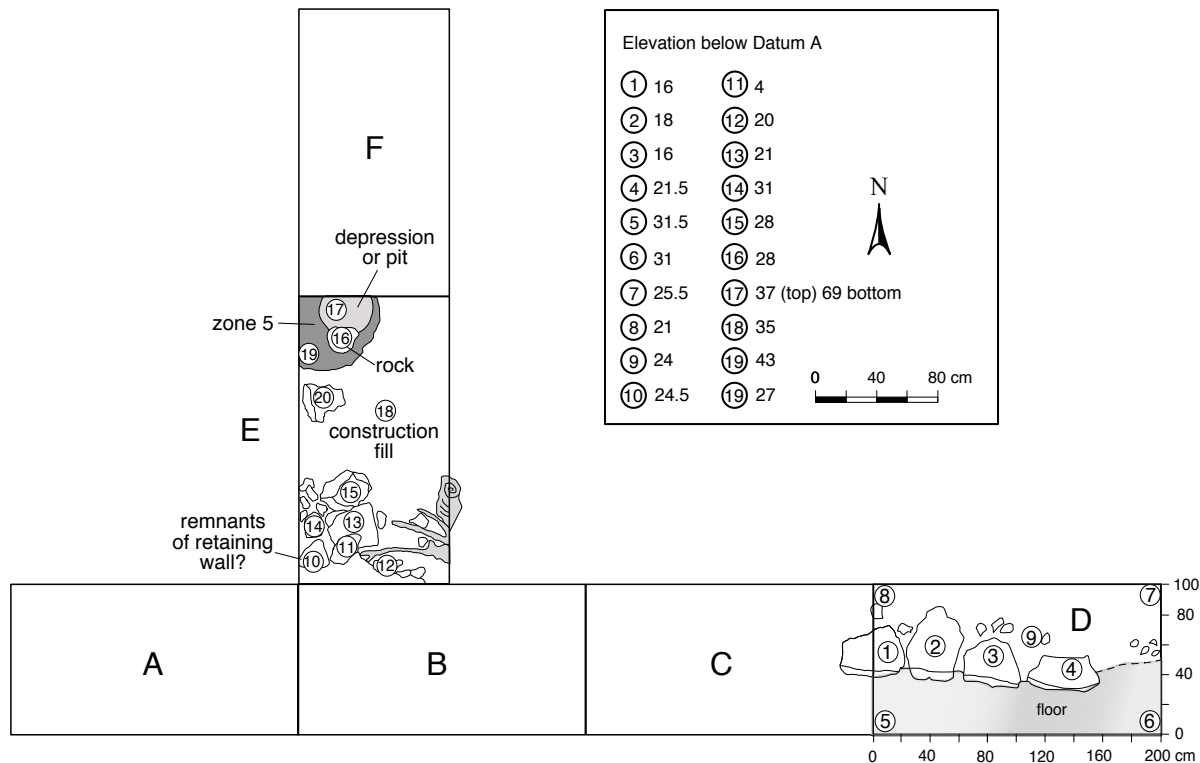 Elevation below Datum A
1 16
2 18
3 16
4 21.5
5 31.5
6 31
7 25.5
8 21
9 24
10 24.5
11 4
12 20
13 21
14 31
15 28
16 28
17 37 (top) 69 bottom
18 35
19 43
19 27
N
0 40 80 cm
F
depression
or pit
17
zone 5
16
19
rock
20
18
E
construction
fill
15
14
13
remnants
of retaining
wall?
11
10
12
A
B
C
D
8
7
1
2
3
9
4
floor
5
6
100
80
40
0
0 40 80 120 160 200 cm